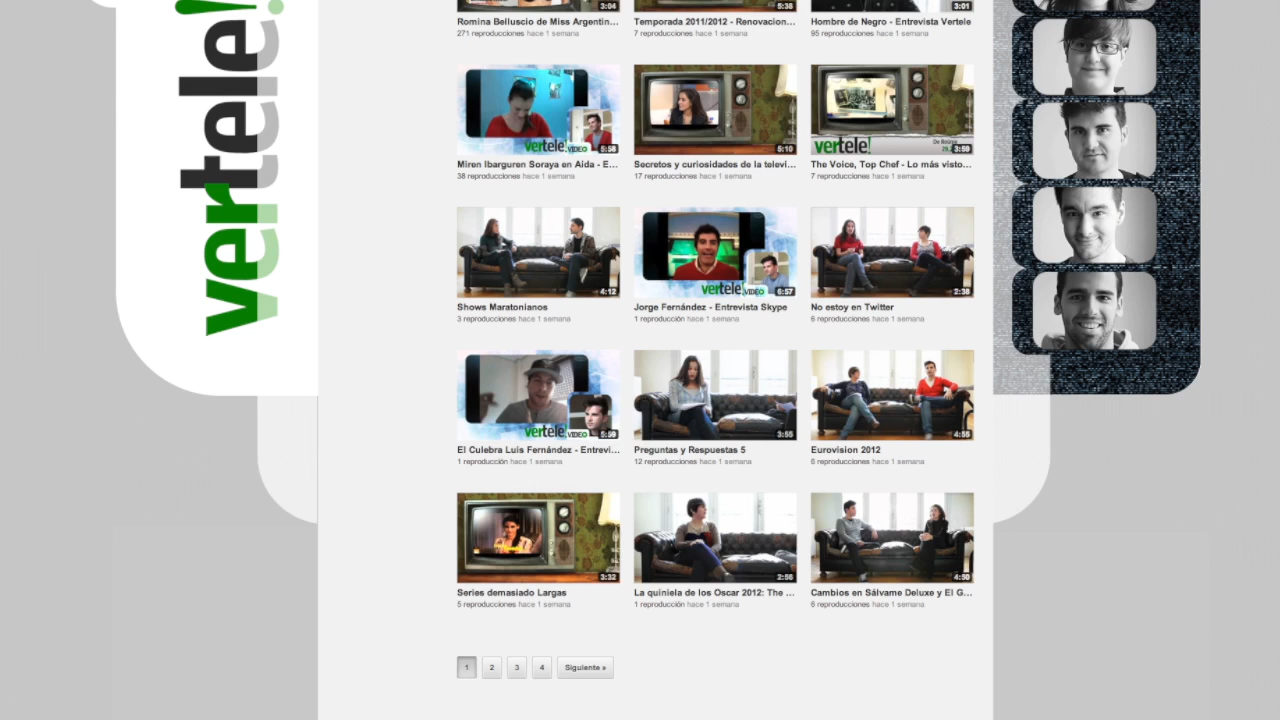 vertele!
3:04
5:38
3:01
Romina Belluscio de Miss Argentin...
Temporada 2011/2012 - Renovacion...
Hombre de Negro - Entrevista Vertele
271 reproducciones hace 1 semana
7 reproducciones hace 1 semana
95 reproducciones hace 1 semana
vertele! VIDEO
5:58
5:10
vertele!
3:59
Miren Ibarguren Soraya en Aida - E...
Secretos y curiosidades de la televi...
The Voice, Top Chef - Lo más visto...
38 reproducciones hace 1 semana
17 reproducciones hace 1 semana
7 reproducciones hace 1 semana
4:12
vertele! VIDEO
6:57
2:38
Shows Maratonianos
Jorge Fernández - Entrevista Skype
No estoy en Twitter
3 reproducciones hace 1 semana
1 reproducción hace 1 semana
6 reproducciones hace 1 semana
vertele! VIDEO
5:59
3:55
4:55
El Culebra Luis Fernández - Entrevi...
Preguntas y Respuestas 5
Eurovision 2012
1 reproducción hace 1 semana
12 reproducciones hace 1 semana
6 reproducciones hace 1 semana
3:32
2:56
4:50
Series demasiado Largas
La quiniela de los Oscar 2012: The ...
Cambios en Sálvame Deluxe y El G...
5 reproducciones hace 1 semana
1 reproducción hace 1 semana
6 reproducciones hace 1 semana
1 2 3 4 Siguiente »